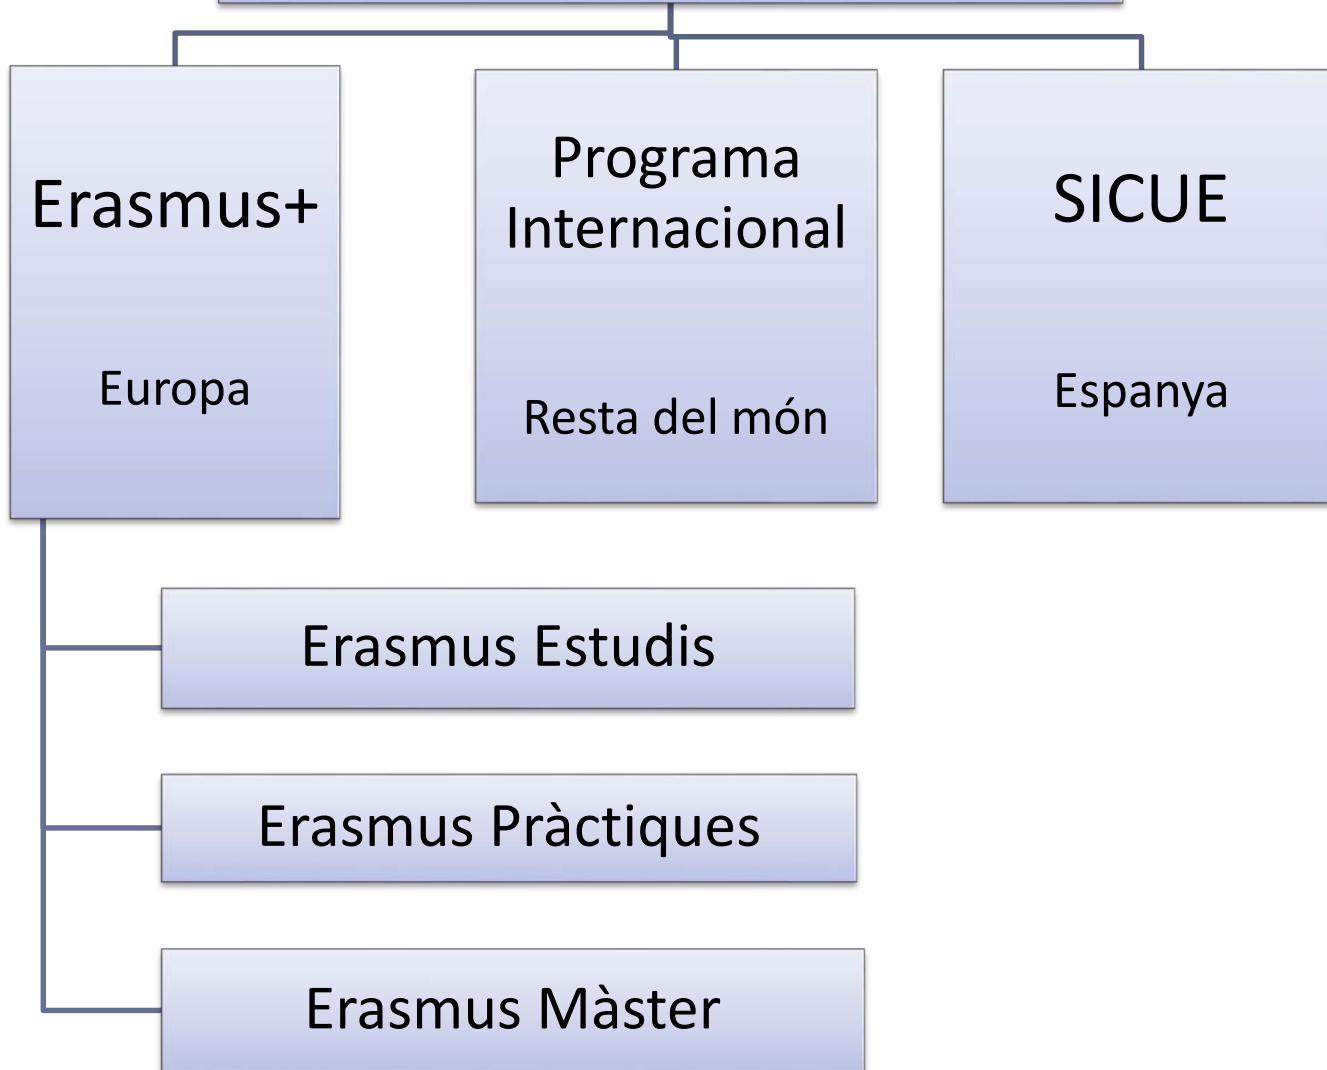 Erasmus+
Europa
Programa
Internacional
Resta del món
SICUE
Espanya
Erasmus Estudis
Erasmus Pràctiques
Erasmus Màster